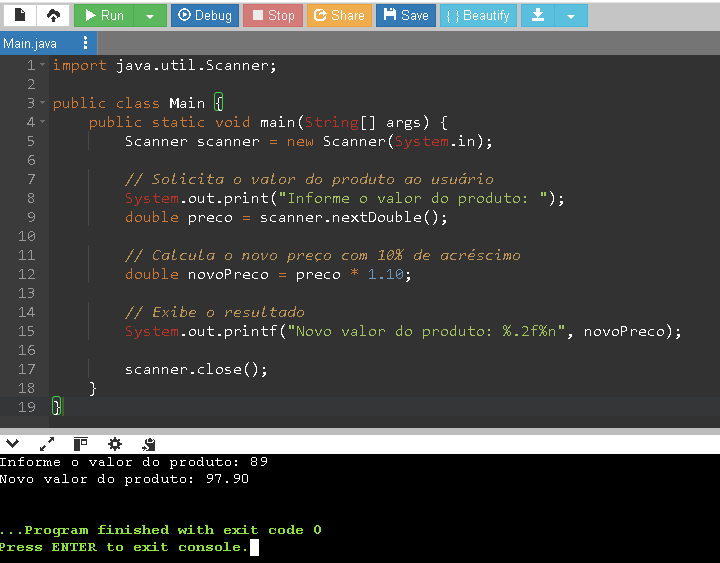 Run Debug Stop Share Save { } Beautify
Main.java
1 import java.util.Scanner;
2
3 public class Main {
4 public static void main(String[] args) {
5 Scanner scanner = new Scanner(System.in);
6
7 // Solicita o valor do produto ao usuário
8 System.out.print("Informe o valor do produto: ");
9 double preco = scanner.nextDouble();
10
11 // Calcula o novo preço com 10% de acréscimo
12 double novoPreco = preco * 1.10;
13
14 // Exibe o resultado
15 System.out.printf("Novo valor do produto: %.2f%n", novoPreco);
16
17 scanner.close();
18 }
19 }
Informe o valor do produto: 89
Novo valor do produto: 97.90
...Program finished with exit code 0
Press ENTER to exit console.